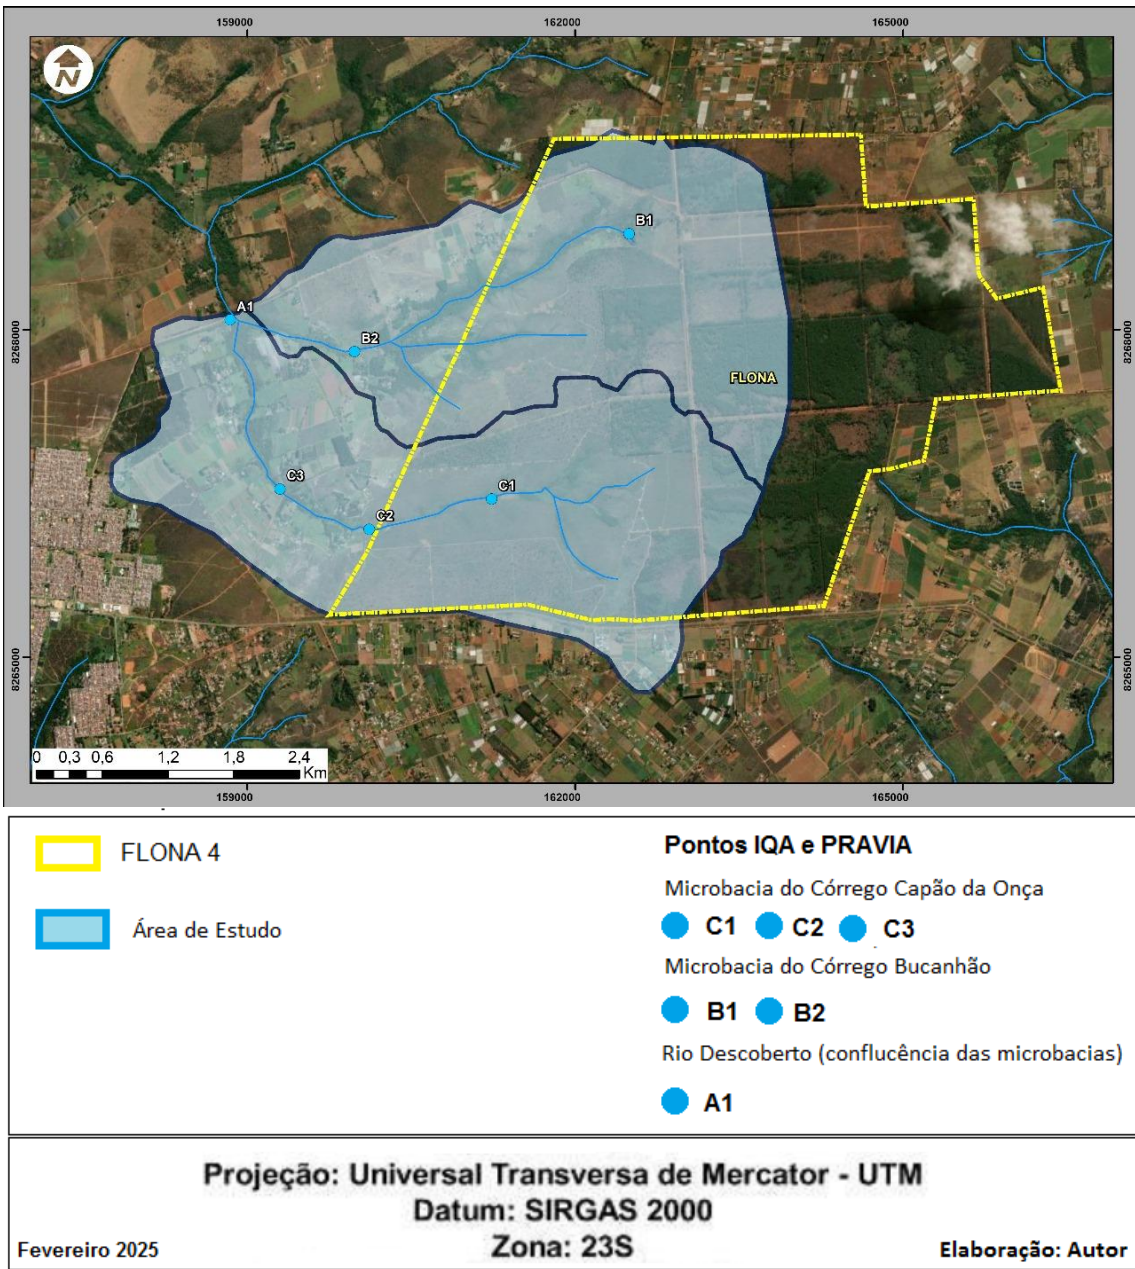 159000 162000 165000
N
B1
A1
8268000 8268000
B2
FLONA
C3
C1
C2
8265000 8265000
0 0,3 0,6 1,2 1,8 2,4
Km
159000 162000 165000
FLONA 4
Área de Estudo
Pontos IQA e PRAVIA
Microbacia do Córrego Capão da Onça
C1 C2 C3
Microbacia do Córrego Bucanhão
B1 B2
Rio Descoberto (conflucência das microbacias)
A1
Projeção: Universal Transversa de Mercator - UTM
Datum: SIRGAS 2000
Zona: 23S
Fevereiro 2025
Elaboração: Autor